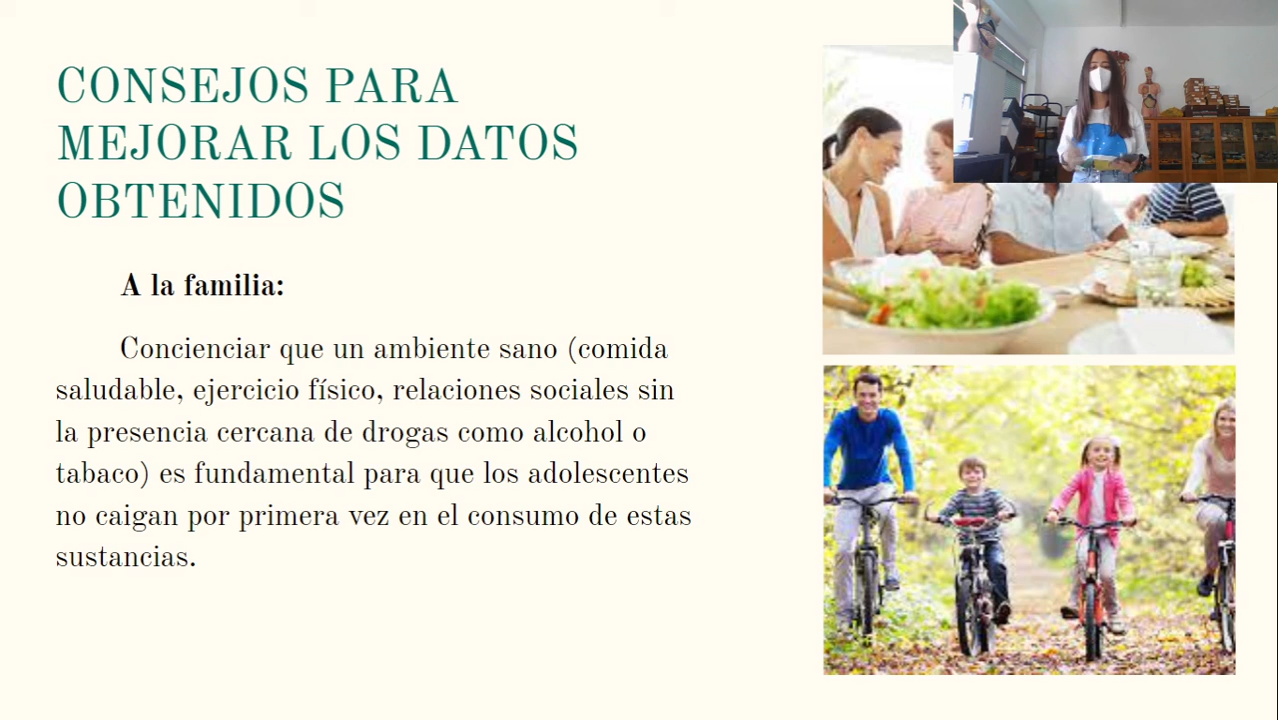 CONSEJOS PARA
MEJORAR LOS DATOS
OBTENIDOS
A la familia:
Concienciar que un ambiente sano (comida
saludable, ejercicio físico, relaciones sociales sin
la presencia cercana de drogas como alcohol o
tabaco) es fundamental para que los adolescentes
no caigan por primera vez en el consumo de estas
sustancias.